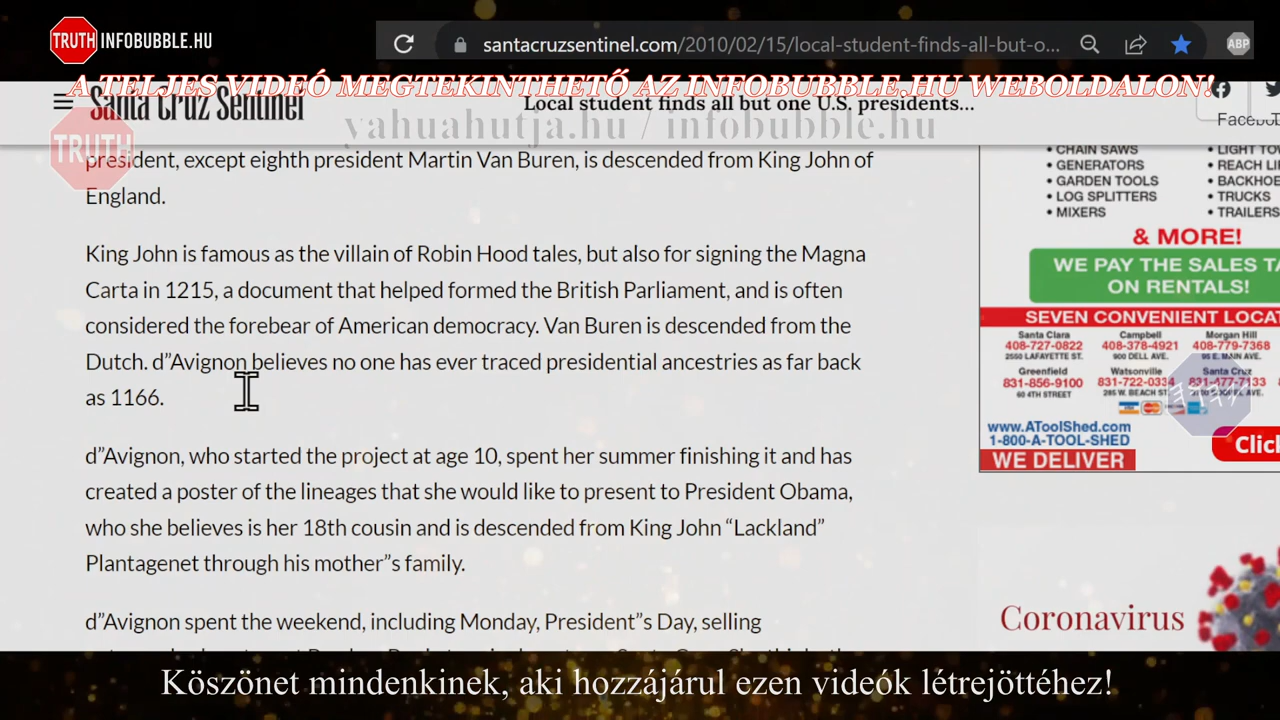 TRUTH INFOBUBBLE.HU
santacruzsentinel.com/2010/02/15/local-student-finds-all-but-o...
ABP
A TELJES VIDEÓ MEGTEKINTHETŐ AZ INFOBUBBLE.HU WEBOLDALON!
Santa Cruz Sentinel
Local student finds all but one U.S. presidents...
yahuahutja.hu / infobubble.hu
TRUTH
president, except eighth president Martin Van Buren, is descended from King John of
England.
King John is famous as the villain of Robin Hood tales, but also for signing the Magna
Carta in 1215, a document that helped formed the British Parliament, and is often
considered the forebear of American democracy. Van Buren is descended from the
Dutch. d"Avignon believes no one has ever traced presidential ancestries as far back
as 1166.
d"Avignon, who started the project at age 10, spent her summer finishing it and has
created a poster of the lineages that she would like to present to President Obama,
who she believes is her 18th cousin and is descended from King John “Lackland”
Plantagenet through his mother"s family.
d"Avignon spent the weekend, including Monday, President"s Day, selling
• CHAIN SAWS
• GENERATORS
• GARDEN TOOLS
• LOG SPLITTERS
• MIXERS
• LIGHT TO
• REACH LI
• BACKHOE
• TRUCKS
• TRAILERS
& MORE!
WE PAY THE SALES TA
ON RENTALS!
SEVEN CONVENIENT LOCAT
Santa Clara
408-727-0822
2550 LAFAYETTE ST.
Campbell
408-378-4921
900 DELL AVE.
Morgan Hill
408-779-7368
95 E. MAIN AVE.
Greenfield
831-856-9100
60 4TH STREET
Watsonville
831-722-0334
285 W. BEACH ST.
Santa Cruz
831-477-7133
www.AToolShed.com
1-800-A-TOOL-SHED
WE DELIVER
Clic
Coronavirus
Köszönet mindenkinek, aki hozzájárul ezen videók létrejöttéhez!